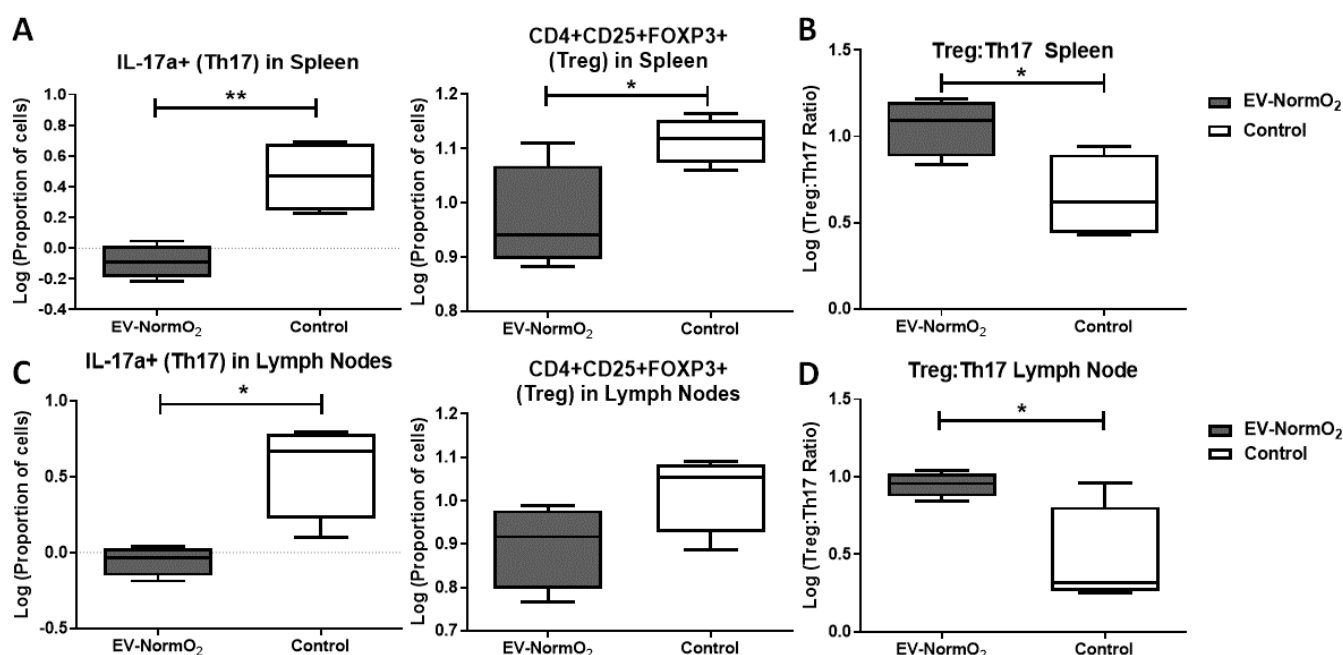 A
IL-17a+ (Th17) in Spleen
**
Log (Proportion of cells)
1.0
0.8
0.6
0.4
0.2
0.0
-0.2
-0.4
EV-NormO₂
Control
CD4+CD25+FOXP3+
(Treg) in Spleen
*
Log (Proportion of cells)
1.2
1.1
1.0
0.9
0.8
EV-NormO₂
Control
B
Treg:Th17 Spleen
*
Log (Treg:Th17 Ratio)
1.5
1.0
0.5
0.0
EV-NormO₂
Control
EV-NormO₂
Control
C
IL-17a+ (Th17) in Lymph Nodes
*
Log (Proportion of cells)
1.0
0.5
0.0
-0.5
EV-NormO₂
Control
CD4+CD25+FOXP3+
(Treg) in Lymph Nodes
Log (Proportion of cells)
1.2
1.1
1.0
0.9
0.8
0.7
EV-NormO₂
Control
D
Treg:Th17 Lymph Node
*
Log (Treg:Th17 Ratio)
1.5
1.0
0.5
0.0
EV-NormO₂
Control
EV-NormO₂
Control